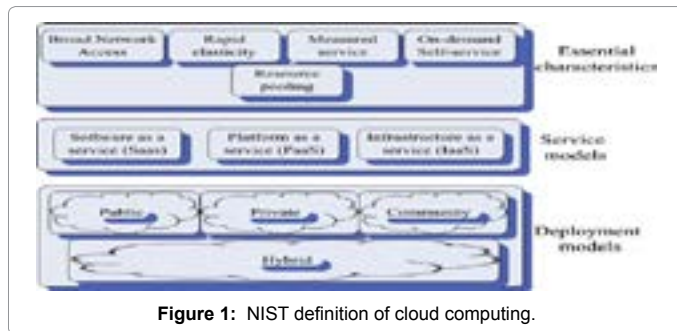 Broad Network
Access
Rapid
elasticity
Measured
service
On-demand
Self-service
Resource
pooling
Essential
characteristics
Software as a
service (Saas)
Platform as a
service (PaaS)
Infrastructure as a
service (IaaS)
Service
models
Public
Private
Community
Hybrid
Deployment
models
Figure 1: NIST definition of cloud computing.